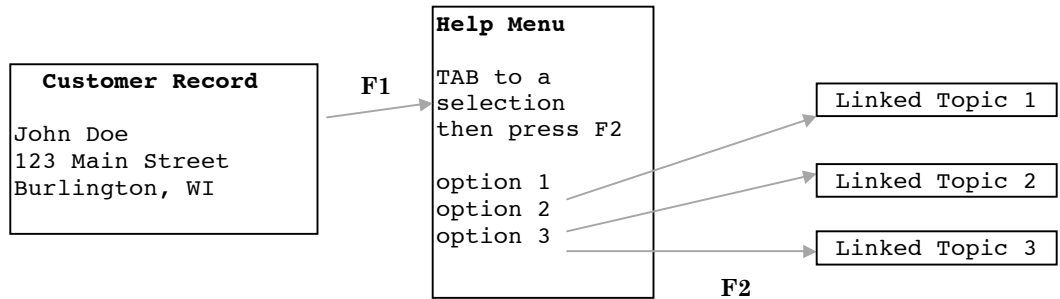 Customer Record
John Doe
123 Main Street
Burlington, WI
F1
Help Menu
TAB to a
selection
then press F2
option 1
option 2
option 3
F2
Linked Topic 1
Linked Topic 2
Linked Topic 3